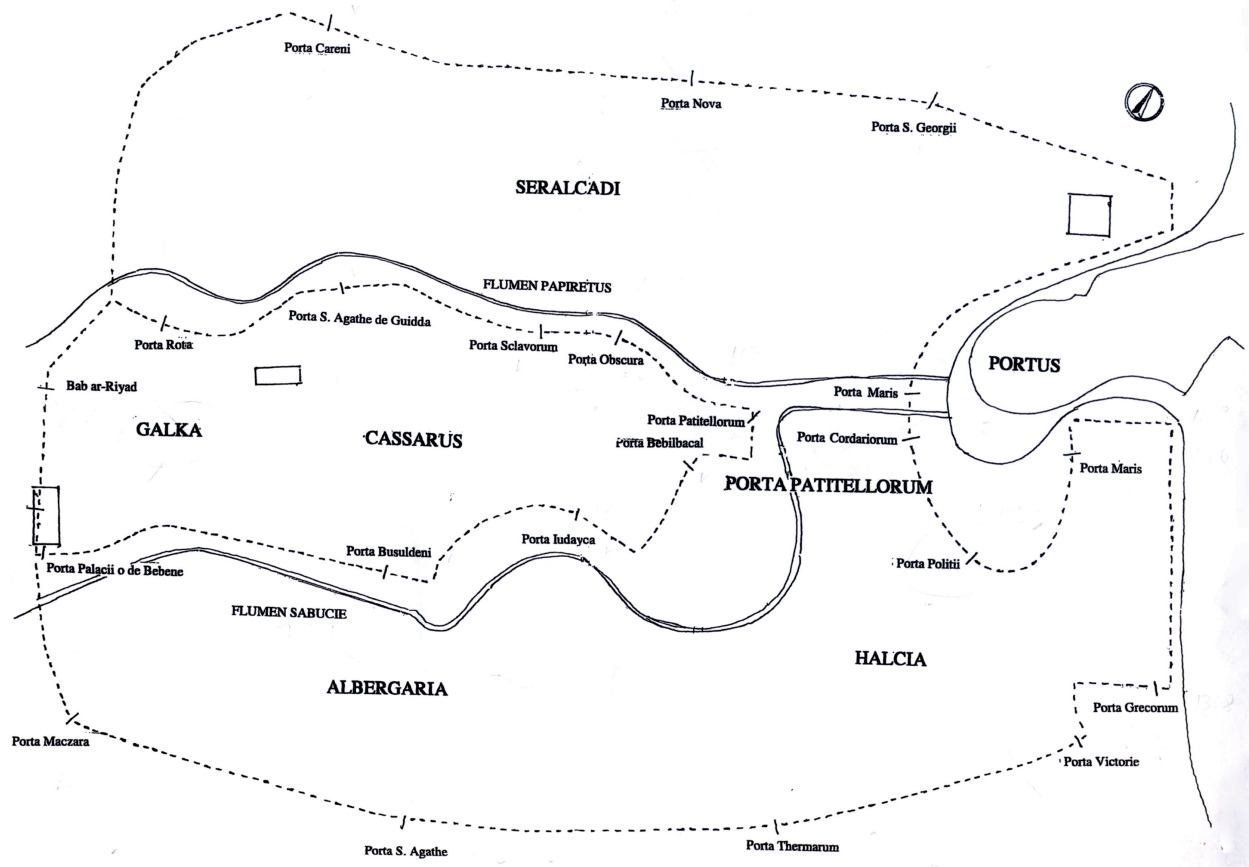 Porta Careni
Porta Nova
Porta S. Georgii
SERALCADI
FLUMEN PAPIRETUS
Porta S. Agathe de Guidda
Porta Rota
Porta Sclavorum
Porta Obscura
PORTUS
Bab ar-Riyad
Porta Maris
Porta Patitellorum
GALKA
CASSARUS
Porta Bebilbacal
Porta Cordariorum
Porta Maris
PORTA PATITELLORUM
Porta Iudayca
Porta Busuldeni
Porta Politii
Porta Palacii o de Bebene
FLUMEN SABUCIE
HALCIA
ALBERGARIA
Porta Grecorum
Porta Maczara
Porta Victorie
Porta S. Agathe
Porta Thermarum